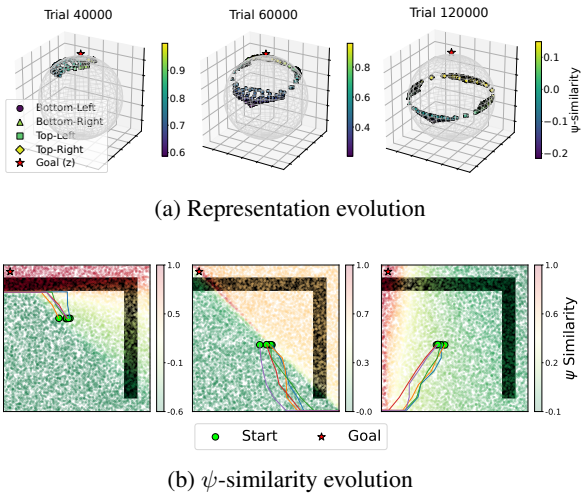 Trial 40000
Trial 60000
Trial 120000
0.9
0.8
0.7
0.6
0.8
0.6
0.4
0.1
0.0
−0.1
−0.2
ψ-similarity
Bottom-Left
Bottom-Right
Top-Left
Top-Right
Goal (z)
(a) Representation evolution
1.0
0.4
-0.1
-0.6
1.0
0.7
0.3
-0.0
1.0
0.6
0.3
-0.1
ψ Similarity
Start
Goal
(b) ψ-similarity evolution